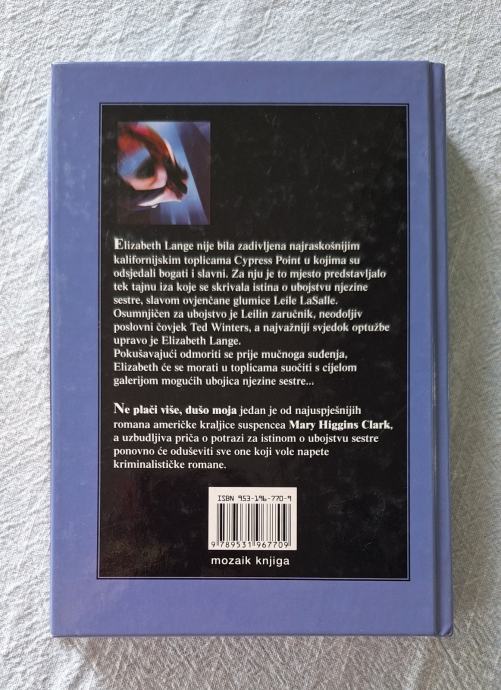 Elizabeth Lange nije bila zadivljena najraskošnijim
kalifornijskim toplicama Cypress Point u kojima su
odsjedali bogati i slavni. Za nju je to mjesto predstavljalo
tek tajnu iza koje se skrivala istina o ubojstvu njezine
sestre, slavom ovjenčane glumice Leile LaSalle.
Osumnjičen za ubojstvo je Leilin zaručnik, neodoljiv
poslovni čovjek Ted Winters, a najvažniji svjedok optužbe
upravo je Elizabeth Lange.
Pokušavajući odmoriti se prije mučnoga suđenja,
Elizabeth će se morati u toplicama suočiti s cijelom
galerijom mogućih ubojica njezine sestre...
Ne plači više, dušo moja jedan je od najuspješnijih
romana američke kraljice suspencea Mary Higgins Clark,
a uzbudljiva priča o potrazi za istinom o ubojstvu sestre
ponovno će oduševiti sve one koji vole napete
kriminalističke romane.
ISBN 953-196-770-9
9 789531 967709
mozaik knjiga